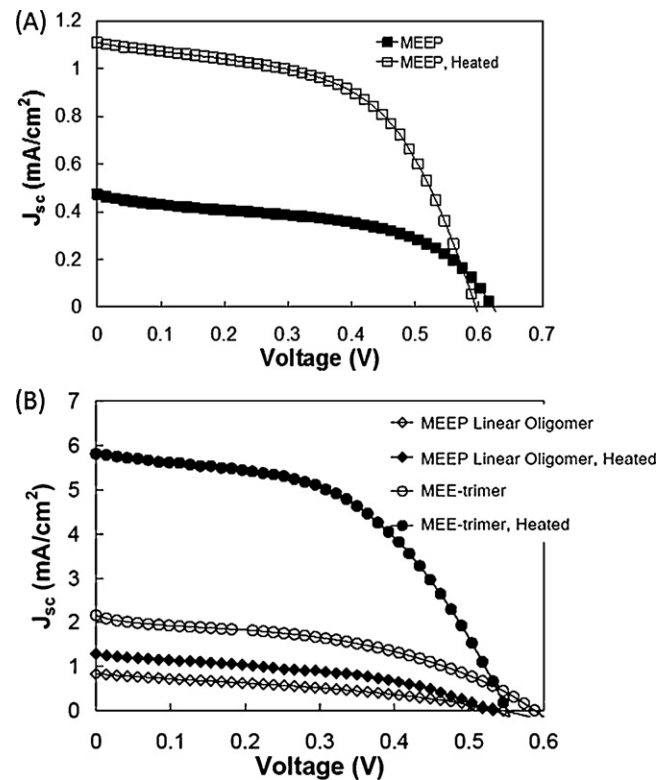 (A)
1.2
1
0.8
0.6
0.4
0.2
0
J_sc (mA/cm²)
MEEP
MEEP, Heated
0 0.1 0.2 0.3 0.4 0.5 0.6 0.7
Voltage (V)
(B)
7
6
5
4
3
2
1
0
J_sc (mA/cm²)
MEEP Linear Oligomer
MEEP Linear Oligomer, Heated
MEE-trimer
MEE-trimer, Heated
0 0.1 0.2 0.3 0.4 0.5 0.6
Voltage (V)